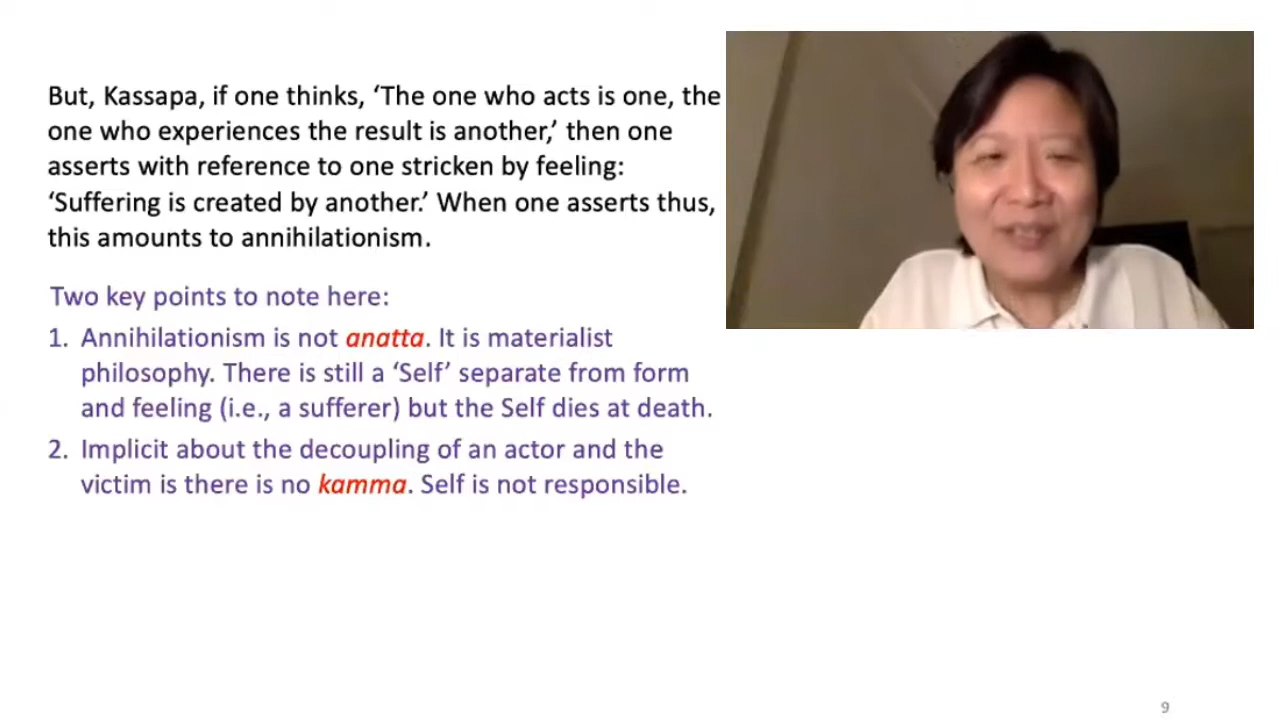 But, Kassapa, if one thinks, ‘The one who acts is one, the
one who experiences the result is another,’ then one
asserts with reference to one stricken by feeling:
‘Suffering is created by another.’ When one asserts thus,
this amounts to annihilationism.
Two key points to note here:
1. Annihilationism is not anatta. It is materialist
philosophy. There is still a ‘Self’ separate from form
and feeling (i.e., a sufferer) but the Self dies at death.
2. Implicit about the decoupling of an actor and the
victim is there is no kamma. Self is not responsible.
9